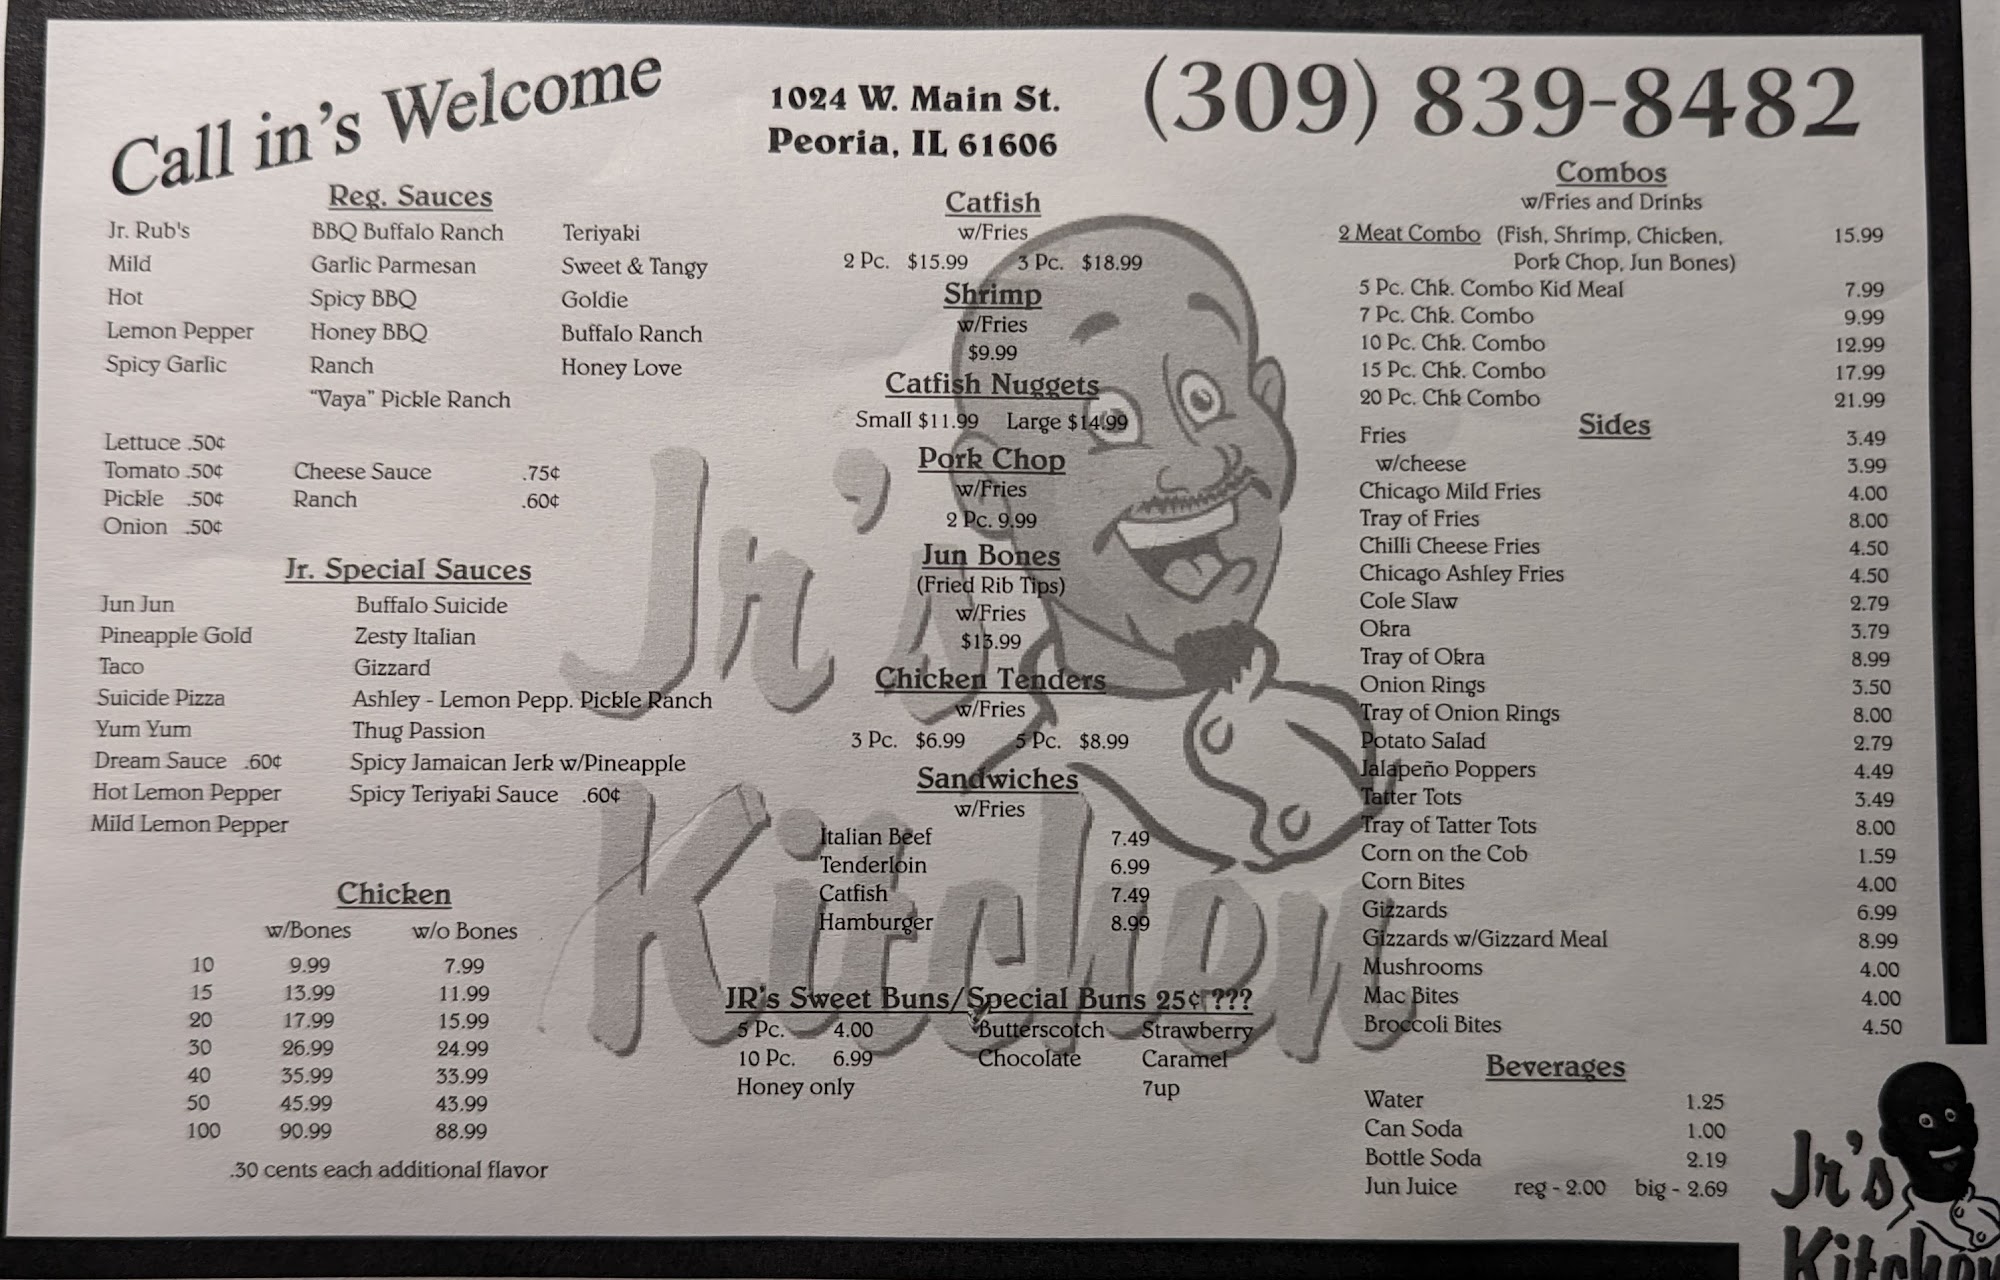 Call in's Welcome
1024 W. Main St.
Peoria, IL 61606
(309) 839-8482
Reg. Sauces
Jr. Rub's BBQ Buffalo Ranch Teriyaki
Mild Garlic Parmesan Sweet & Tangy
Hot Spicy BBQ Goldie
Lemon Pepper Honey BBQ Buffalo Ranch
Spicy Garlic Ranch Honey Love
"Vaya" Pickle Ranch
Lettuce .50¢
Tomato .50¢ Cheese Sauce .75¢
Pickle .50¢ Ranch .60¢
Onion .50¢
Jr. Special Sauces
Jun Jun Buffalo Suicide
Pineapple Gold Zesty Italian
Taco Gizzard
Suicide Pizza Ashley - Lemon Pepp. Pickle Ranch
Yum Yum Thug Passion
Dream Sauce .60¢ Spicy Jamaican Jerk w/Pineapple
Hot Lemon Pepper Spicy Teriyaki Sauce .60¢
Mild Lemon Pepper
Chicken
w/Bones w/o Bones
10 9.99 7.99
15 13.99 11.99
20 17.99 15.99
30 26.99 24.99
40 35.99 33.99
50 45.99 43.99
100 90.99 88.99
.30 cents each additional flavor
Catfish
w/Fries
2 Pc. $15.99 3 Pc. $18.99
Shrimp
w/Fries
$9.99
Catfish Nuggets
Small $11.99 Large $14.99
Pork Chop
w/Fries
2 Pc. 9.99
Jun Bones
(Fried Rib Tips)
w/Fries
$13.99
Chicken Tenders
w/Fries
3 Pc. $6.99 5 Pc. $8.99
Sandwiches
w/Fries
Italian Beef 7.49
Tenderloin 6.99
Catfish 7.49
Hamburger 8.99
JR's Sweet Buns/Special Buns 25¢ ???
5 Pc. 4.00 Butterscotch Strawberry
10 Pc. 6.99 Chocolate Caramel
Honey only 7up
Combos
w/Fries and Drinks
2 Meat Combo (Fish, Shrimp, Chicken, 15.99
Pork Chop, Jun Bones)
5 Pc. Chk. Combo Kid Meal 7.99
7 Pc. Chk. Combo 9.99
10 Pc. Chk. Combo 12.99
15 Pc. Chk. Combo 17.99
20 Pc. Chk Combo 21.99
Sides
Fries 3.49
w/cheese 3.99
Chicago Mild Fries 4.00
Tray of Fries 8.00
Chilli Cheese Fries 4.50
Chicago Ashley Fries 4.50
Cole Slaw 2.79
Okra 3.79
Tray of Okra 8.99
Onion Rings 3.50
Tray of Onion Rings 8.00
Potato Salad 2.79
Jalapeño Poppers 4.49
Tatter Tots 3.49
Tray of Tatter Tots 8.00
Corn on the Cob 1.59
Corn Bites 4.00
Gizzards 6.99
Gizzards w/Gizzard Meal 8.99
Mushrooms 4.00
Mac Bites 4.00
Broccoli Bites 4.50
Beverages
Water 1.25
Can Soda 1.00
Bottle Soda 2.19
Jun Juice reg - 2.00 big - 2.69
Jr's
Kitchen
Jr's
Kitchen